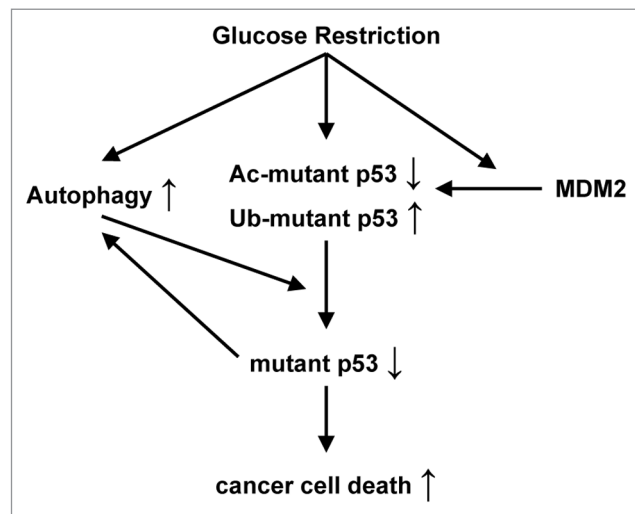 Glucose Restriction
Ac-mutant p53 ↓
Autophagy ↑
MDM2
Ub-mutant p53 ↑
mutant p53 ↓
cancer cell death ↑